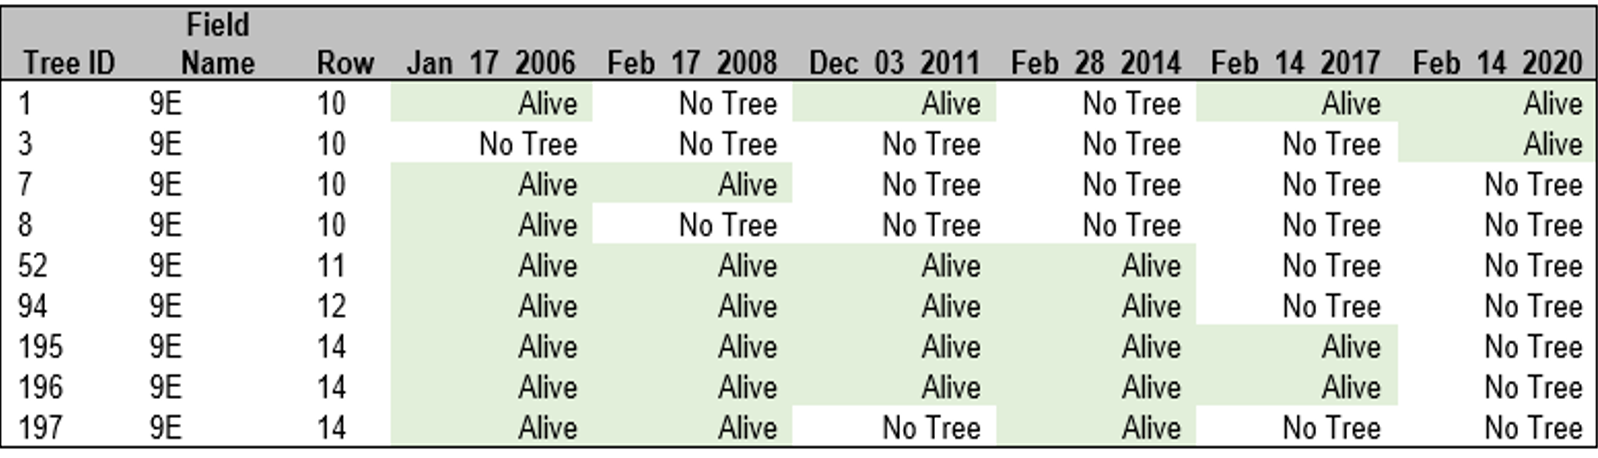 Field
Tree ID Name Row Jan 17 2006 Feb 17 2008 Dec 03 2011 Feb 28 2014 Feb 14 2017 Feb 14 2020
1 9E 10 Alive No Tree Alive No Tree Alive Alive
3 9E 10 No Tree No Tree No Tree No Tree No Tree Alive
7 9E 10 Alive Alive No Tree No Tree No Tree No Tree
8 9E 10 Alive No Tree No Tree No Tree No Tree No Tree
52 9E 11 Alive Alive Alive Alive No Tree No Tree
94 9E 12 Alive Alive Alive Alive No Tree No Tree
195 9E 14 Alive Alive Alive Alive Alive No Tree
196 9E 14 Alive Alive Alive Alive Alive No Tree
197 9E 14 Alive Alive No Tree Alive No Tree No Tree